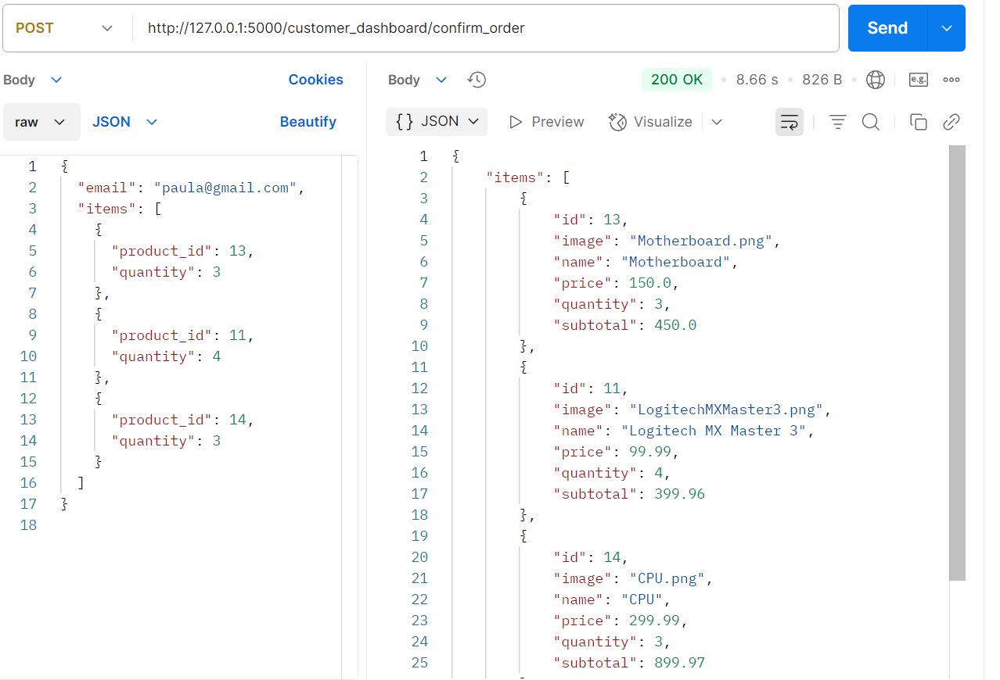 POST http://127.0.0.1:5000/customer_dashboard/confirm_order Send
Body Cookies
raw JSON Beautify
1 {
2 "email": "paula@gmail.com",
3 "items": [
4 {
5 "product_id": 13,
6 "quantity": 3
7 },
8 {
9 "product_id": 11,
10 "quantity": 4
11 },
12 {
13 "product_id": 14,
14 "quantity": 3
15 }
16 ]
17 }
18
Body 200 OK 8.66 s 826 B e.g.
{} JSON Preview Visualize
1 {
2 "items": [
3 {
4 "id": 13,
5 "image": "Motherboard.png",
6 "name": "Motherboard",
7 "price": 150.0,
8 "quantity": 3,
9 "subtotal": 450.0
10 },
11 {
12 "id": 11,
13 "image": "LogitechMXMaster3.png",
14 "name": "Logitech MX Master 3",
15 "price": 99.99,
16 "quantity": 4,
17 "subtotal": 399.96
18 },
19 {
20 "id": 14,
21 "image": "CPU.png",
22 "name": "CPU",
23 "price": 299.99,
24 "quantity": 3,
25 "subtotal": 899.97